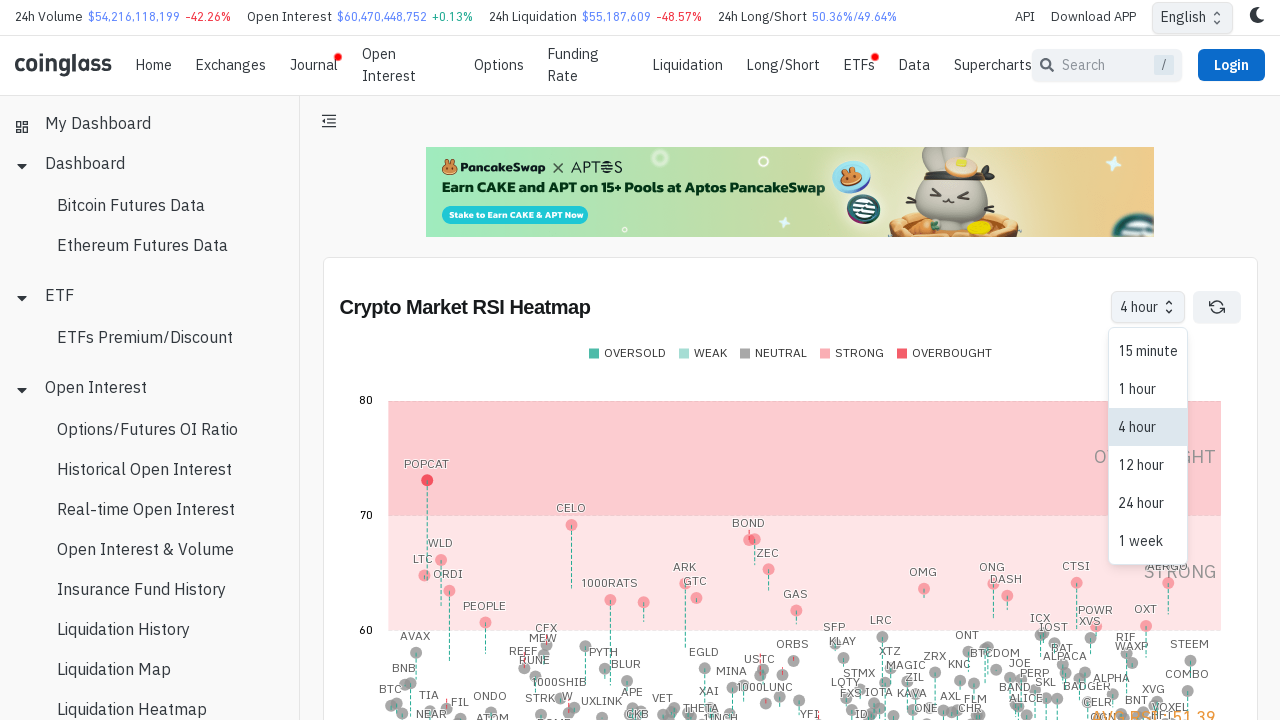 24h Volume $54,216,118,199 -42.26% Open Interest $60,470,448,752 +0.13% 24h Liquidation $55,187,609 -48.57% 24h Long/Short 50.36%/49.64% API Download APP English
coinglass Home Exchanges Journal Open Interest Options Funding Rate Liquidation Long/Short ETFs Data Supercharts Search / Login
My Dashboard
Dashboard
Bitcoin Futures Data
Ethereum Futures Data
ETF
ETFs Premium/Discount
Open Interest
Options/Futures OI Ratio
Historical Open Interest
Real-time Open Interest
Open Interest & Volume
Insurance Fund History
Liquidation History
Liquidation Map
Liquidation Heatmap
PancakeSwap × APTOS
Earn CAKE and APT on 15+ Pools at Aptos PancakeSwap
Stake to Earn CAKE & APT Now
Crypto Market RSI Heatmap
4 hour
15 minute
1 hour
4 hour
12 hour
24 hour
1 week
OVERSOLD WEAK NEUTRAL STRONG OVERBOUGHT
80
POPCAT
70
CELO
BOND
WLD
ZEC
LTC
ORDI
ARK
GTC
OMG
ONG
DASH
CTSI
AERGO
STRONG
1000RATS
GAS
PEOPLE
60
AVAX
CFX
MEW
REEF
RUNE
PYTH
BLUR
EGLD
USTC
MINA
ORBS
SFP
KLAY
LRC
ICX
IOST
POWR
XVS
OXT
ONT
BTCDOM
BAT
ALPACA
RIF
WAXP
STEEM
BNB
XTZ
MAGIC
ZRX
KNC
JOE
PERP
COMBO
BTC
TIA
FIL
ONDO
1000SHIB
STRK
W
UXLINK
APE
VET
XAI
1000LUNC
LQTY
STMX
ZIL
IOTA
KAVA
AXL
FLM
BAND
ALICE
SKL
BADGER
ALPHA
XVG
CELR
BNT
VOXEL
NEAR
ATOM
CKB
THETA
1INCH
YFI
FXS
ID
ONE
CHR
51.39